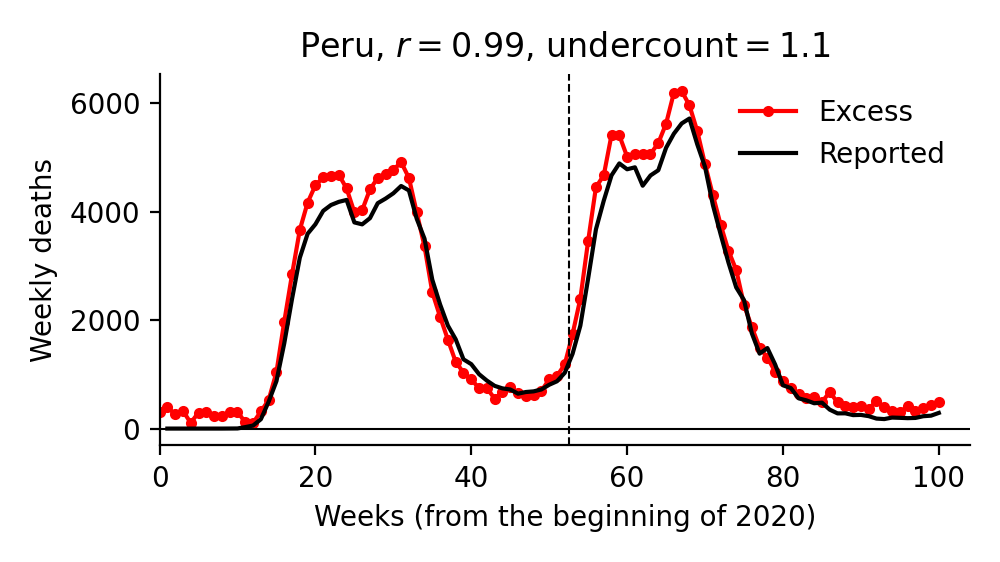 Peru, r = 0.99, undercount = 1.1
Weekly deaths
6000
4000
2000
0
Excess
Reported
0 20 40 60 80 100
Weeks (from the beginning of 2020)